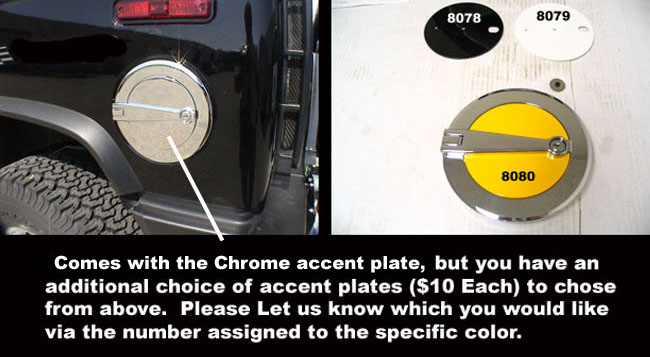 8078
8079
8080
Comes with the Chrome accent plate, but you have an
additional choice of accent plates ($10 Each) to chose
from above.  Please Let us know which you would like
via the number assigned to the specific color.